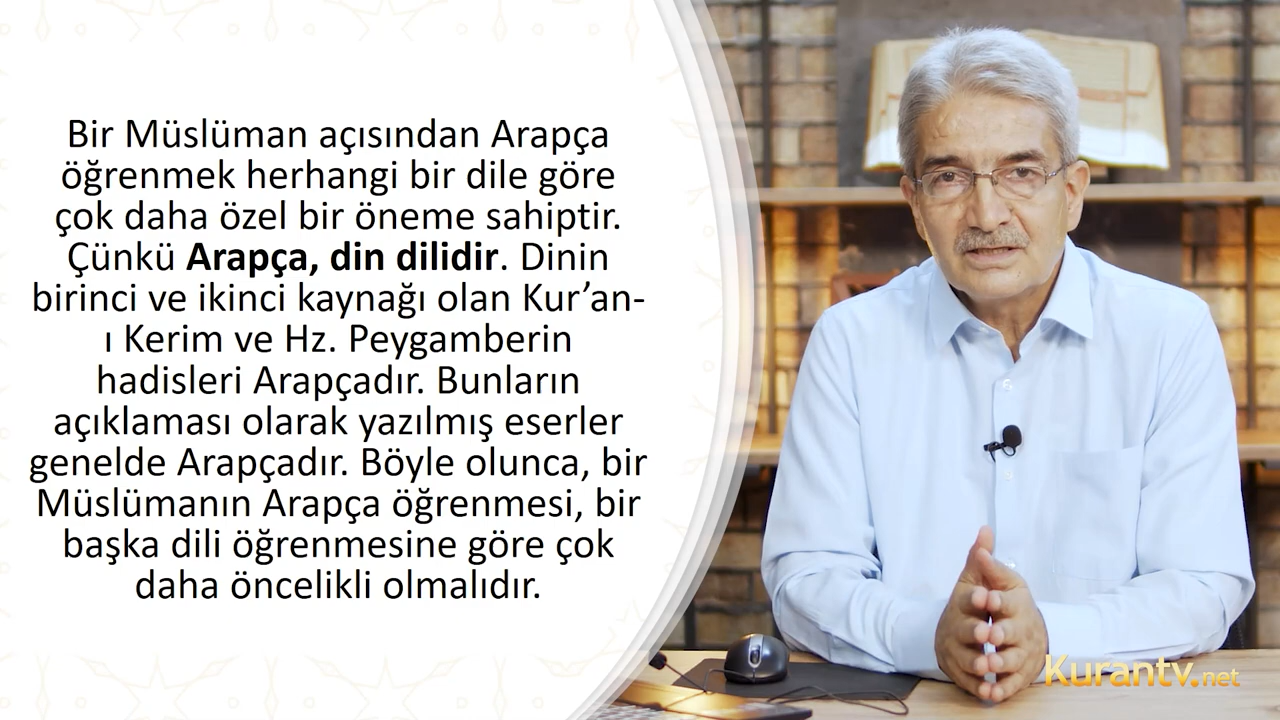 Bir Müslüman açısından Arapça
öğrenmek herhangi bir dile göre
çok daha özel bir öneme sahiptir.
Çünkü Arapça, din dilidir. Dinin
birinci ve ikinci kaynağı olan Kur’an-
ı Kerim ve Hz. Peygamberin
hadisleri Arapçadır. Bunların
açıklaması olarak yazılmış eserler
genelde Arapçadır. Böyle olunca, bir
Müslümanın Arapça öğrenmesi, bir
başka dili öğrenmesine göre çok
daha öncelikli olmalıdır.
Kurantv.net